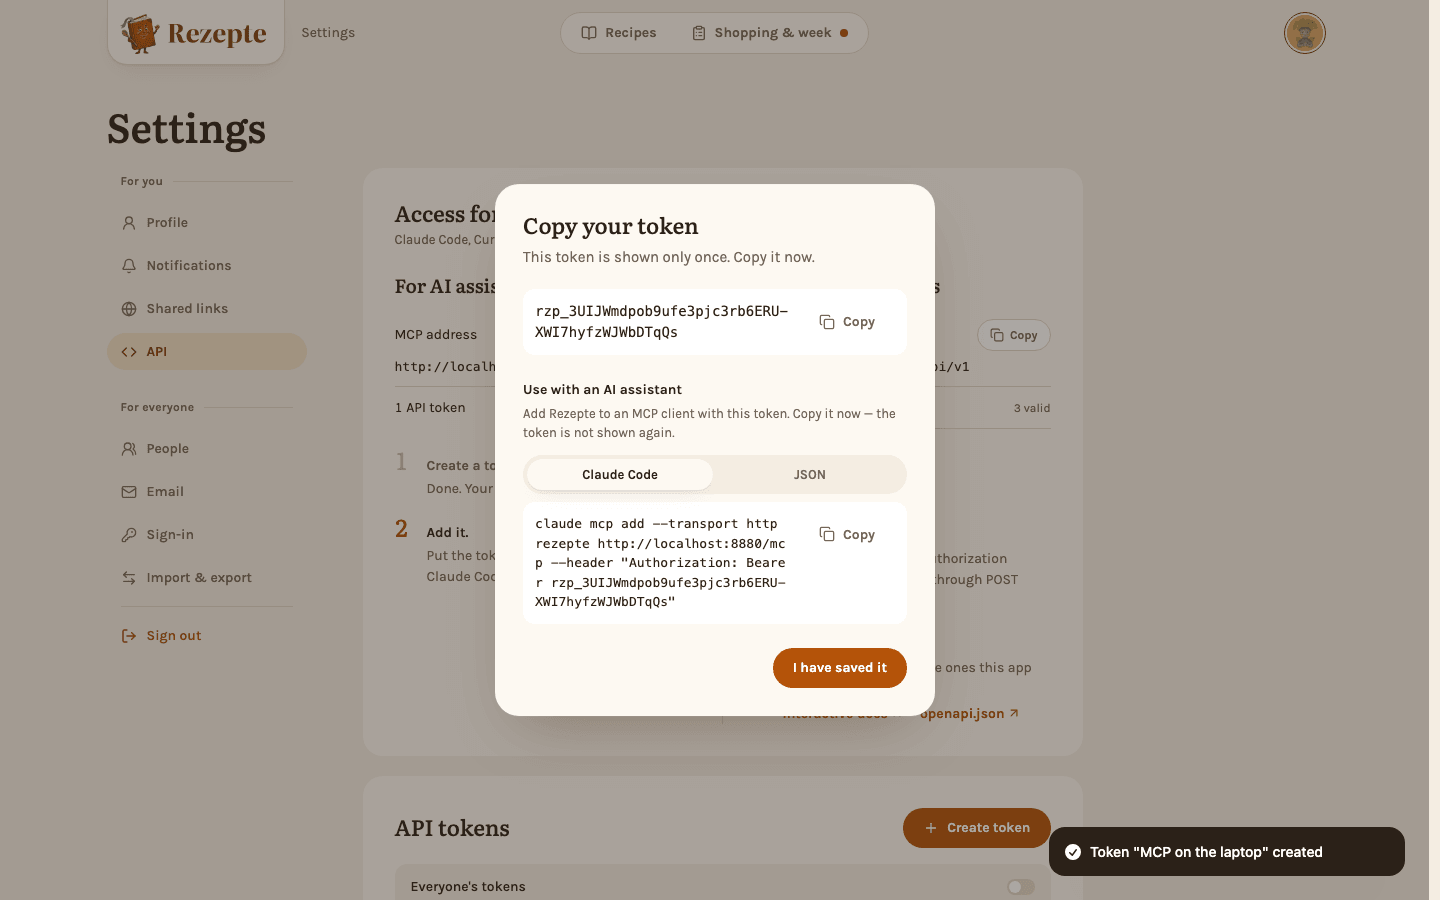 Rezepte
Settings
Recipes
Shopping & week
Settings
For you
Profile
Notifications
Shared links
API
For everyone
People
Email
Sign-in
Import & export
Sign out
Access for
Claude Code, Cur
For AI assis
MCP address
Copy
http://localh
pi/v1
1 API token
3 valid
1
Create a to
Done. Your
2
Add it.
Put the tok
Claude Cod
uthorization
through POST
e ones this app
openapi.json
Copy your token
This token is shown only once. Copy it now.
rzp_3UIJWmdpob9ufe3pjc3rb6ERU-
XWI7hyfzWJWbDTqQs
Copy
Use with an AI assistant
Add Rezepte to an MCP client with this token. Copy it now — the
token is not shown again.
Claude Code
JSON
claude mcp add --transport http
rezepte http://localhost:8880/mc
p --header "Authorization: Beare
r rzp_3UIJWmdpob9ufe3pjc3rb6ERU-
XWI7hyfzWJWbDTqQs"
Copy
I have saved it
API tokens
Create token
Everyone's tokens
Token "MCP on the laptop" created